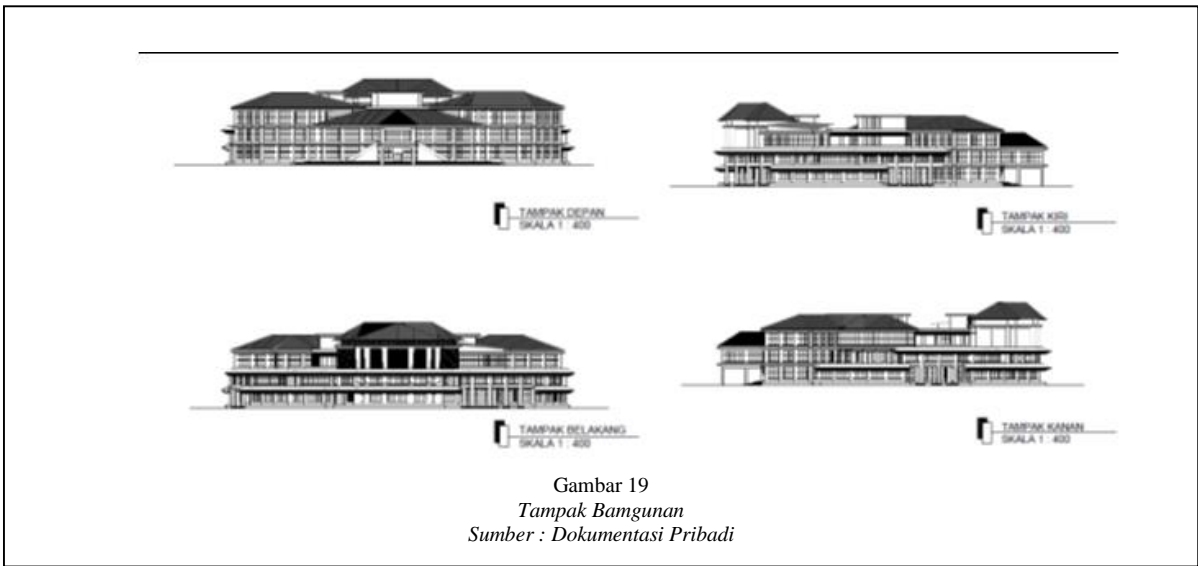 TAMPAK DEPAN
SKALA 1 : 400
TAMPAK KIRI
SKALA 1 : 400
TAMPAK BELAKANG
SKALA 1 : 400
TAMPAK KANAN
SKALA 1 : 400
Gambar 19
Tampak Bamgunan
Sumber : Dokumentasi Pribadi